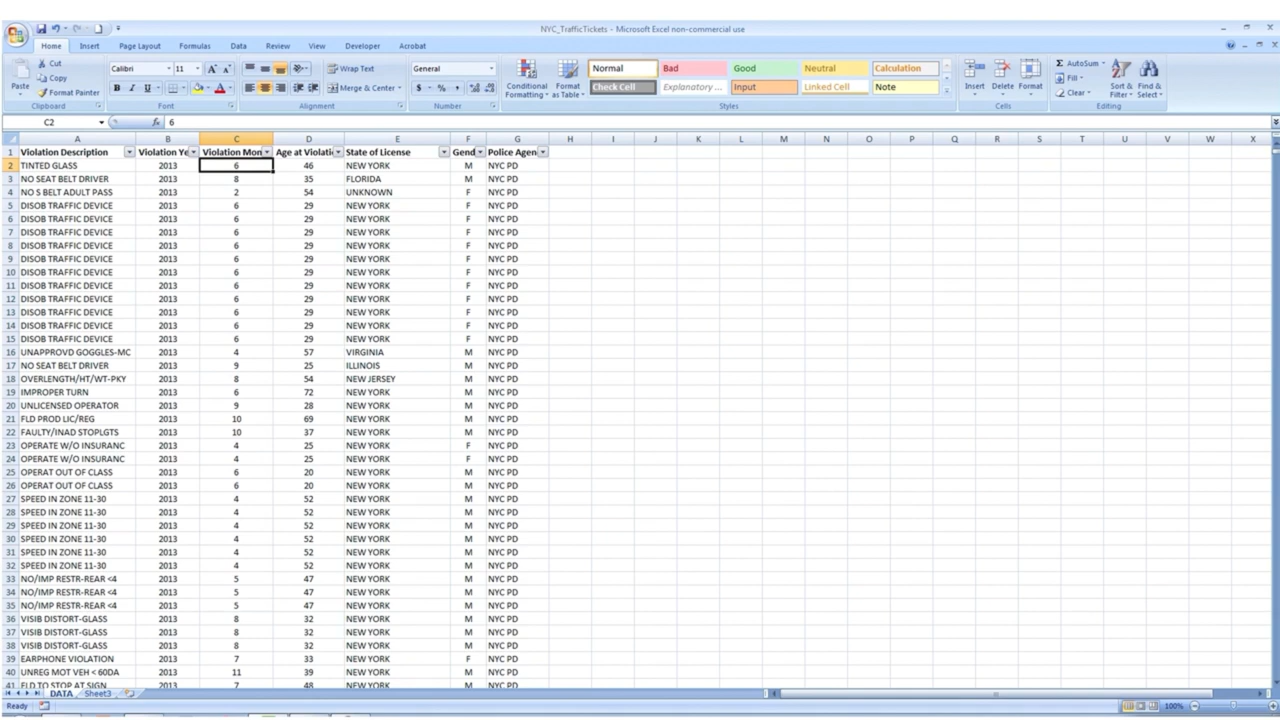 NYC_TrafficTickets - Microsoft Excel non-commercial use
Home Insert Page Layout Formulas Data Review View Developer Acrobat
Cut
Copy
Format Painter
Paste
Clipboard
Calibri 11
B I U
Font
Wrap Text
Merge & Center
Alignment
General
$ % ,
Number
Conditional Formatting
Format as Table
Normal Bad Good Neutral Calculation
Check Cell Explanatory ... Input Linked Cell Note
Styles
Insert Delete Format
Cells
AutoSum
Fill
Clear
Sort & Filter
Find & Select
Editing
C2 fx 6
A B C D E F G H I J K L M N O P Q R S T U V W X
1 Violation Description Violation Ye Violation Mon Age at Violati State of License Gend Police Agen
2 TINTED GLASS 2013 6 46 NEW YORK M NYC PD
3 NO SEAT BELT DRIVER 2013 8 35 FLORIDA M NYC PD
4 NO S BELT ADULT PASS 2013 2 54 UNKNOWN F NYC PD
5 DISOB TRAFFIC DEVICE 2013 6 29 NEW YORK F NYC PD
6 DISOB TRAFFIC DEVICE 2013 6 29 NEW YORK F NYC PD
7 DISOB TRAFFIC DEVICE 2013 6 29 NEW YORK F NYC PD
8 DISOB TRAFFIC DEVICE 2013 6 29 NEW YORK F NYC PD
9 DISOB TRAFFIC DEVICE 2013 6 29 NEW YORK F NYC PD
10 DISOB TRAFFIC DEVICE 2013 6 29 NEW YORK F NYC PD
11 DISOB TRAFFIC DEVICE 2013 6 29 NEW YORK F NYC PD
12 DISOB TRAFFIC DEVICE 2013 6 29 NEW YORK F NYC PD
13 DISOB TRAFFIC DEVICE 2013 6 29 NEW YORK F NYC PD
14 DISOB TRAFFIC DEVICE 2013 6 29 NEW YORK F NYC PD
15 DISOB TRAFFIC DEVICE 2013 6 29 NEW YORK F NYC PD
16 UNAPPROVD GOGGLES-MC 2013 4 57 VIRGINIA M NYC PD
17 NO SEAT BELT DRIVER 2013 9 25 ILLINOIS M NYC PD
18 OVERLENGTH/HT/WT-PKY 2013 8 54 NEW JERSEY M NYC PD
19 IMPROPER TURN 2013 6 72 NEW YORK M NYC PD
20 UNLICENSED OPERATOR 2013 9 28 NEW YORK M NYC PD
21 FLD PROD LIC/REG 2013 10 69 NEW YORK M NYC PD
22 FAULTY/INAD STOPLGTS 2013 10 37 NEW YORK M NYC PD
23 OPERATE W/O INSURANC 2013 4 25 NEW YORK F NYC PD
24 OPERATE W/O INSURANC 2013 4 25 NEW YORK F NYC PD
25 OPERAT OUT OF CLASS 2013 6 20 NEW YORK M NYC PD
26 OPERAT OUT OF CLASS 2013 6 20 NEW YORK M NYC PD
27 SPEED IN ZONE 11-30 2013 4 52 NEW YORK M NYC PD
28 SPEED IN ZONE 11-30 2013 4 52 NEW YORK M NYC PD
29 SPEED IN ZONE 11-30 2013 4 52 NEW YORK M NYC PD
30 SPEED IN ZONE 11-30 2013 4 52 NEW YORK M NYC PD
31 SPEED IN ZONE 11-30 2013 4 52 NEW YORK M NYC PD
32 SPEED IN ZONE 11-30 2013 4 52 NEW YORK M NYC PD
33 NO/IMP RESTR-REAR <4 2013 5 47 NEW YORK M NYC PD
34 NO/IMP RESTR-REAR <4 2013 5 47 NEW YORK M NYC PD
35 NO/IMP RESTR-REAR <4 2013 5 47 NEW YORK M NYC PD
36 VISIB DISTORT-GLASS 2013 8 32 NEW YORK M NYC PD
37 VISIB DISTORT-GLASS 2013 8 32 NEW YORK M NYC PD
38 VISIB DISTORT-GLASS 2013 8 32 NEW YORK M NYC PD
39 EARPHONE VIOLATION 2013 7 33 NEW YORK F NYC PD
40 UNREG MOT VEH < 60DA 2013 11 39 NEW YORK M NYC PD
41 FLD TO STOP AT SIGN 2013 7 48 NEW YORK M NYC PD
DATA Sheet3
Ready 100%